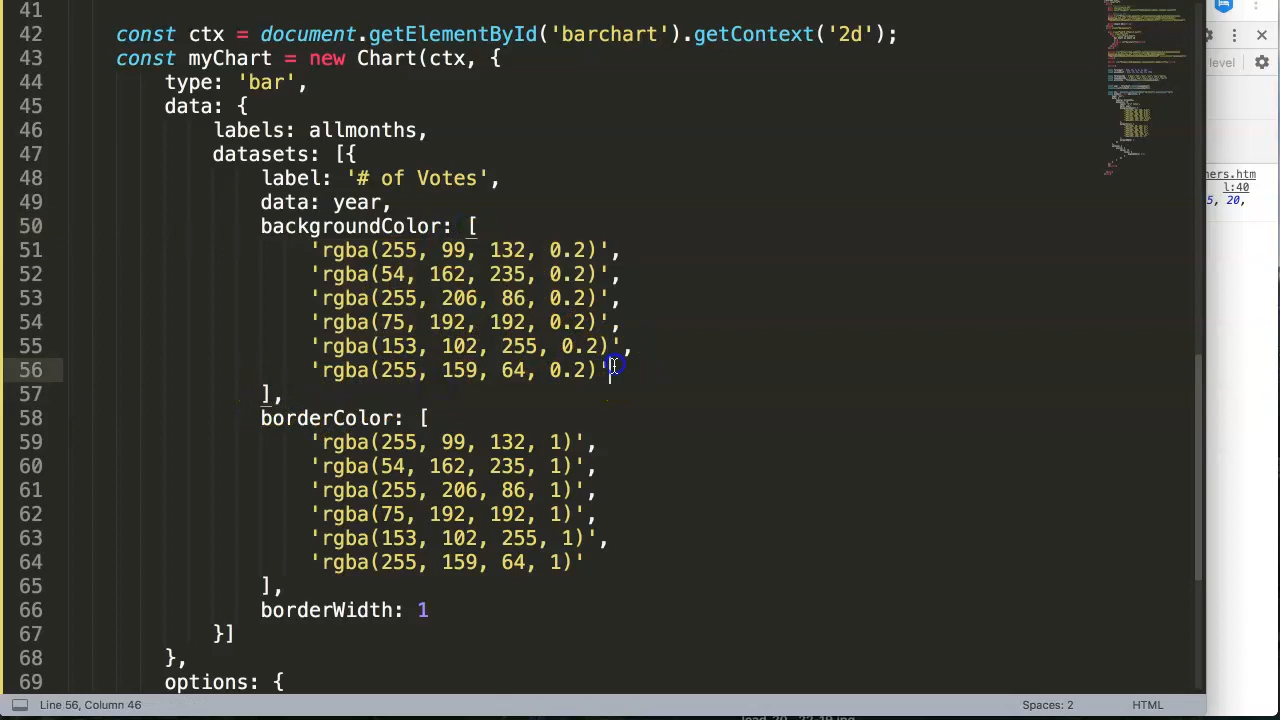 41
42 const ctx = document.getElementById('barchart').getContext('2d');
43 const myChart = new Chart(ctx, {
44 type: 'bar',
45 data: {
46 labels: allmonths,
47 datasets: [{
48 label: '# of Votes',
49 data: year,
50 backgroundColor: [
51 'rgba(255, 99, 132, 0.2)',
52 'rgba(54, 162, 235, 0.2)',
53 'rgba(255, 206, 86, 0.2)',
54 'rgba(75, 192, 192, 0.2)',
55 'rgba(153, 102, 255, 0.2)',
56 'rgba(255, 159, 64, 0.2)'
57 ],
58 borderColor: [
59 'rgba(255, 99, 132, 1)',
60 'rgba(54, 162, 235, 1)',
61 'rgba(255, 206, 86, 1)',
62 'rgba(75, 192, 192, 1)',
63 'rgba(153, 102, 255, 1)',
64 'rgba(255, 159, 64, 1)'
65 ],
66 borderWidth: 1
67 }]
68 },
69 options: {
Line 56, Column 46
Spaces: 2
HTML
level
ners.htm
l:40
5, 20,